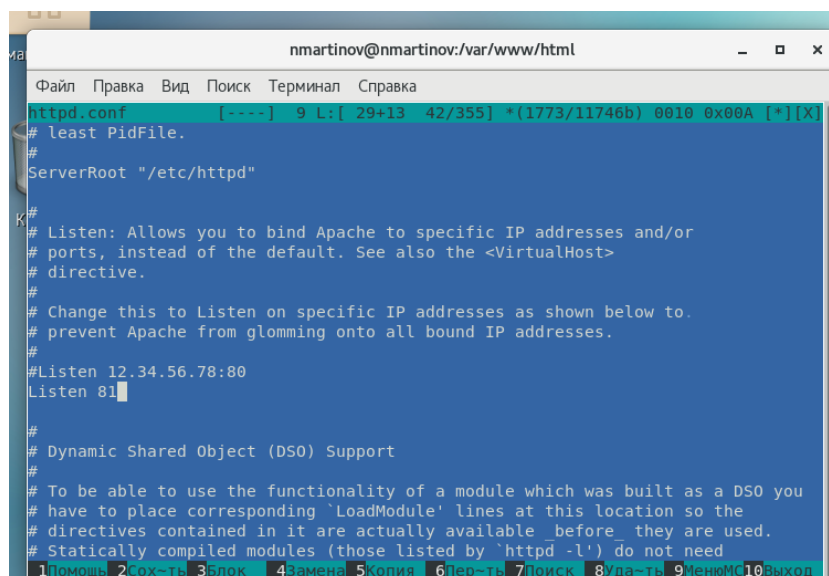 nmartinov@nmartinov:/var/www/html
Файл Правка Вид Поиск Терминал Справка
httpd.conf [----] 9 L:[ 29+13 42/355] *(1773/11746b) 0010 0x00A [*][X]
# least PidFile.
#
ServerRoot "/etc/httpd"
#
# Listen: Allows you to bind Apache to specific IP addresses and/or
# ports, instead of the default. See also the <VirtualHost>
# directive.
#
# Change this to Listen on specific IP addresses as shown below to.
# prevent Apache from glomming onto all bound IP addresses.
#
#Listen 12.34.56.78:80
Listen 81
#
# Dynamic Shared Object (DSO) Support
#
# To be able to use the functionality of a module which was built as a DSO you
# have to place corresponding `LoadModule' lines at this location so the
# directives contained in it are actually available _before_ they are used.
# Statically compiled modules (those listed by `httpd -l') do not need
1Помощь 2Сох~ть 3Блок 4Замена 5Копия 6Пер~ть 7Поиск 8Уда~ть 9МенюMC 10Выход